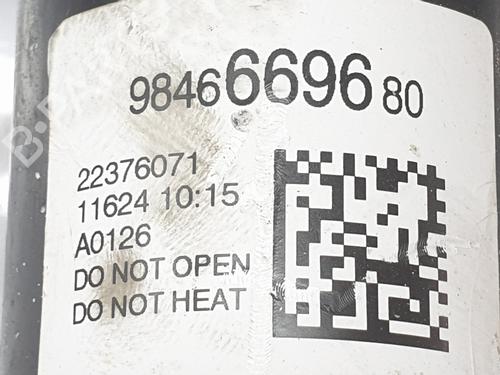 9846669680
22376071
11624 10:15
A0126
DO NOT OPEN
DO NOT HEAT